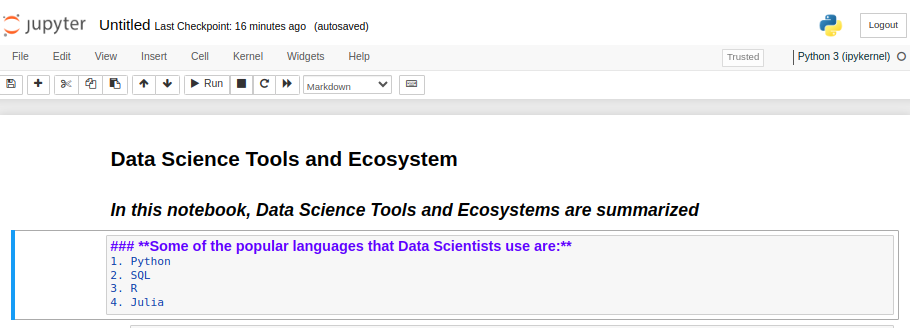 jupyter Untitled Last Checkpoint: 16 minutes ago (autosaved) Logout
File Edit View Insert Cell Kernel Widgets Help Trusted Python 3 (ipykernel)
Run Markdown
Data Science Tools and Ecosystem
In this notebook, Data Science Tools and Ecosystems are summarized
### **Some of the popular languages that Data Scientists use are:**
1. Python
2. SQL
3. R
4. Julia